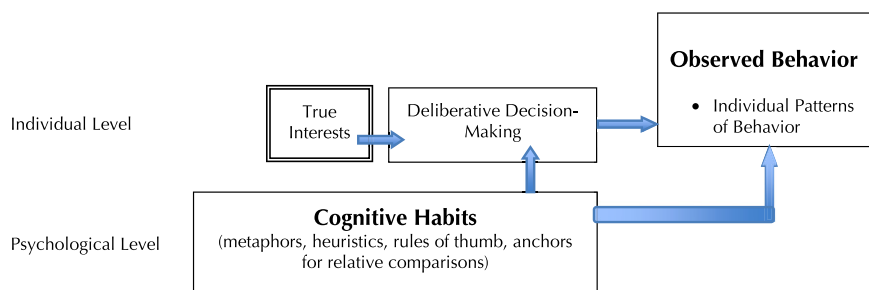 Observed Behavior
• Individual Patterns
of Behavior
Individual Level
True
Interests
Deliberative Decision-
Making
Psychological Level
Cognitive Habits
(metaphors, heuristics, rules of thumb, anchors
for relative comparisons)